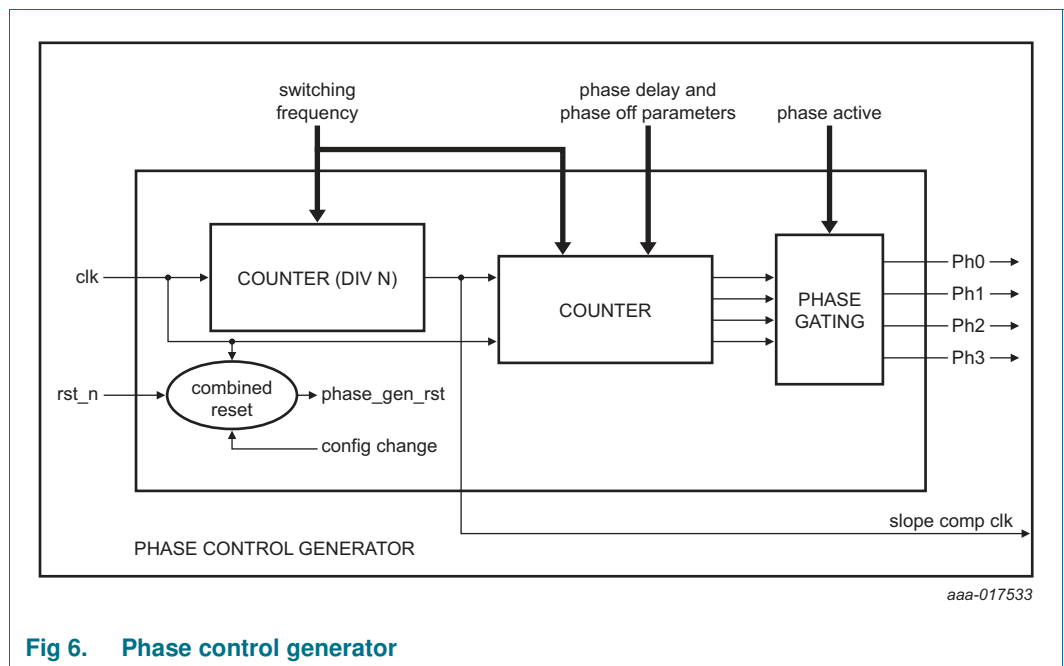 switching
frequency
phase delay and
phase off parameters
phase active
clk
COUNTER (DIV N)
COUNTER
PHASE
GATING
Ph0
Ph1
Ph2
Ph3
rst_n
combined
reset
phase_gen_rst
config change
slope comp clk
PHASE CONTROL GENERATOR
aaa-017533
Fig 6. Phase control generator